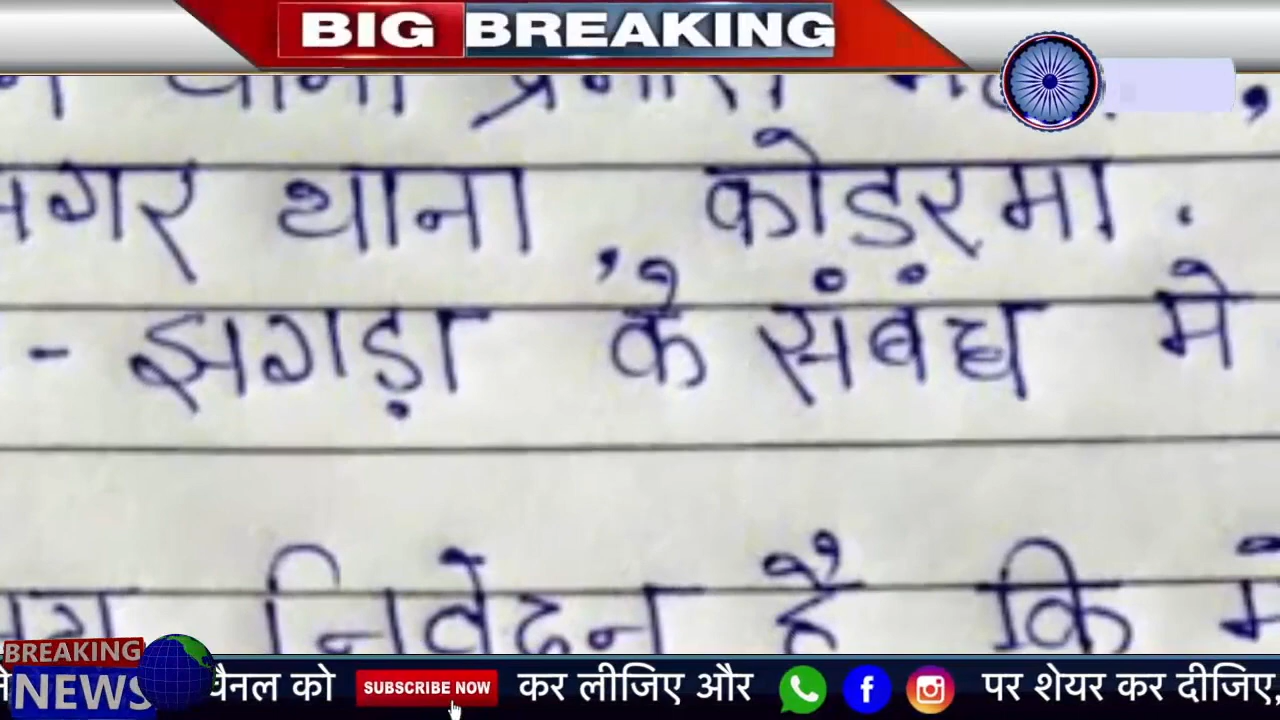 BIG BREAKING
थाना
नगर थाना, कोडरमा.
- झगड़ा के संबंध मे
निवेदन है कि मे
BREAKING
NEWS
चैनल को SUBSCRIBE NOW कर लीजिए और पर शेयर कर दीजिए,